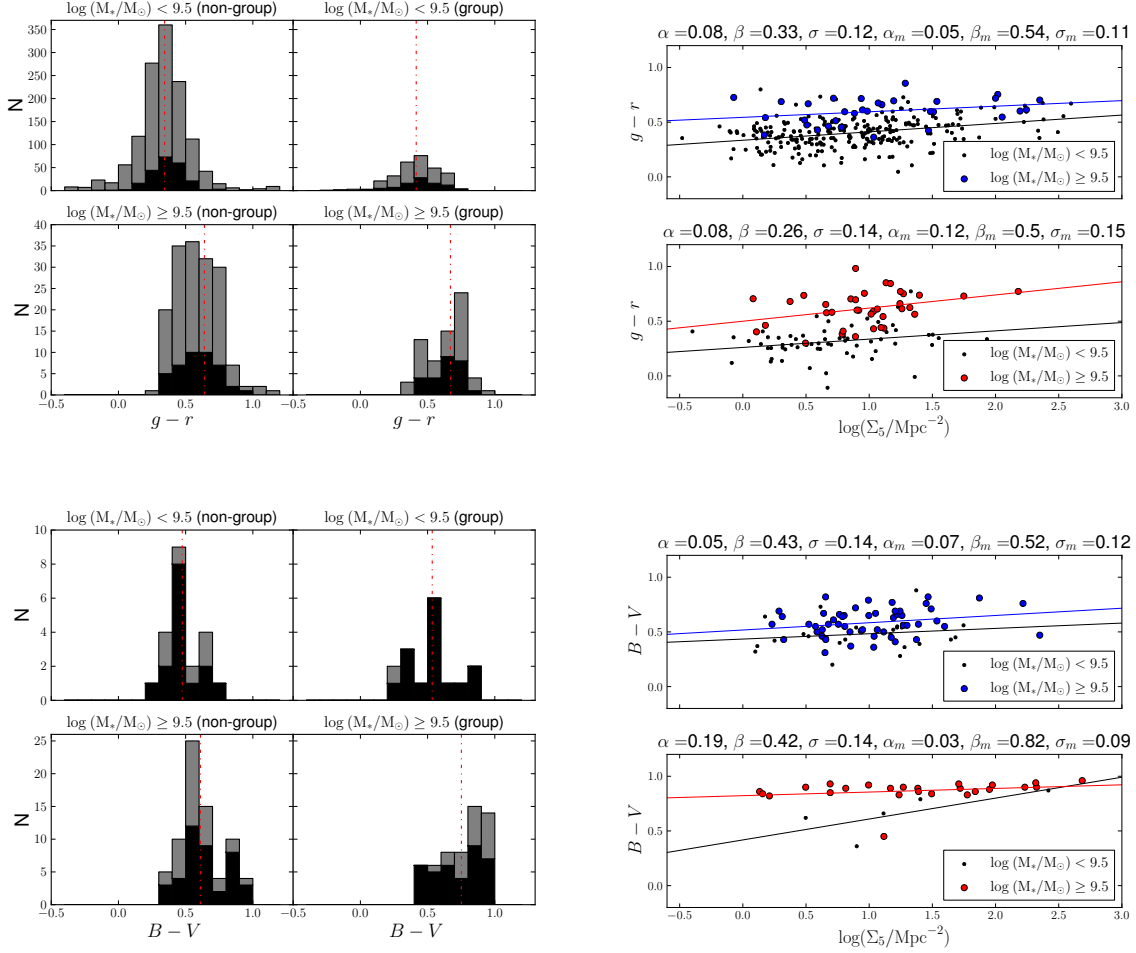 log (M∗/M⊙) < 9.5 (non-group)
log (M∗/M⊙) < 9.5 (group)
350
300
250
200
150
100
50
0
N
log (M∗/M⊙) ≥ 9.5 (non-group)
log (M∗/M⊙) ≥ 9.5 (group)
40
35
30
25
20
15
10
5
0
N
−0.5 0.0 0.5 1.0 −0.5 0.0 0.5 1.0
g − r
g − r
α =0.08, β =0.33, σ =0.12, αm =0.05, βm =0.54, σm =0.11
1.0
0.5
0.0
g − r
log (M∗/M⊙) < 9.5
log (M∗/M⊙) ≥ 9.5
α =0.08, β =0.26, σ =0.14, αm =0.12, βm =0.5, σm =0.15
1.0
0.5
0.0
g − r
log (M∗/M⊙) < 9.5
log (M∗/M⊙) ≥ 9.5
−0.5 0.0 0.5 1.0 1.5 2.0 2.5 3.0
log(Σ5/Mpc−2)
log (M∗/M⊙) < 9.5 (non-group)
log (M∗/M⊙) < 9.5 (group)
10
8
6
4
2
0
N
log (M∗/M⊙) ≥ 9.5 (non-group)
log (M∗/M⊙) ≥ 9.5 (group)
25
20
15
10
5
0
N
−0.5 0.0 0.5 1.0 −0.5 0.0 0.5 1.0
B − V
B − V
α =0.05, β =0.43, σ =0.14, αm =0.07, βm =0.52, σm =0.12
1.0
0.5
0.0
B − V
log (M∗/M⊙) < 9.5
log (M∗/M⊙) ≥ 9.5
α =0.19, β =0.42, σ =0.14, αm =0.03, βm =0.82, σm =0.09
1.0
0.5
0.0
B − V
log (M∗/M⊙) < 9.5
log (M∗/M⊙) ≥ 9.5
−0.5 0.0 0.5 1.0 1.5 2.0 2.5 3.0
log(Σ5/Mpc−2)